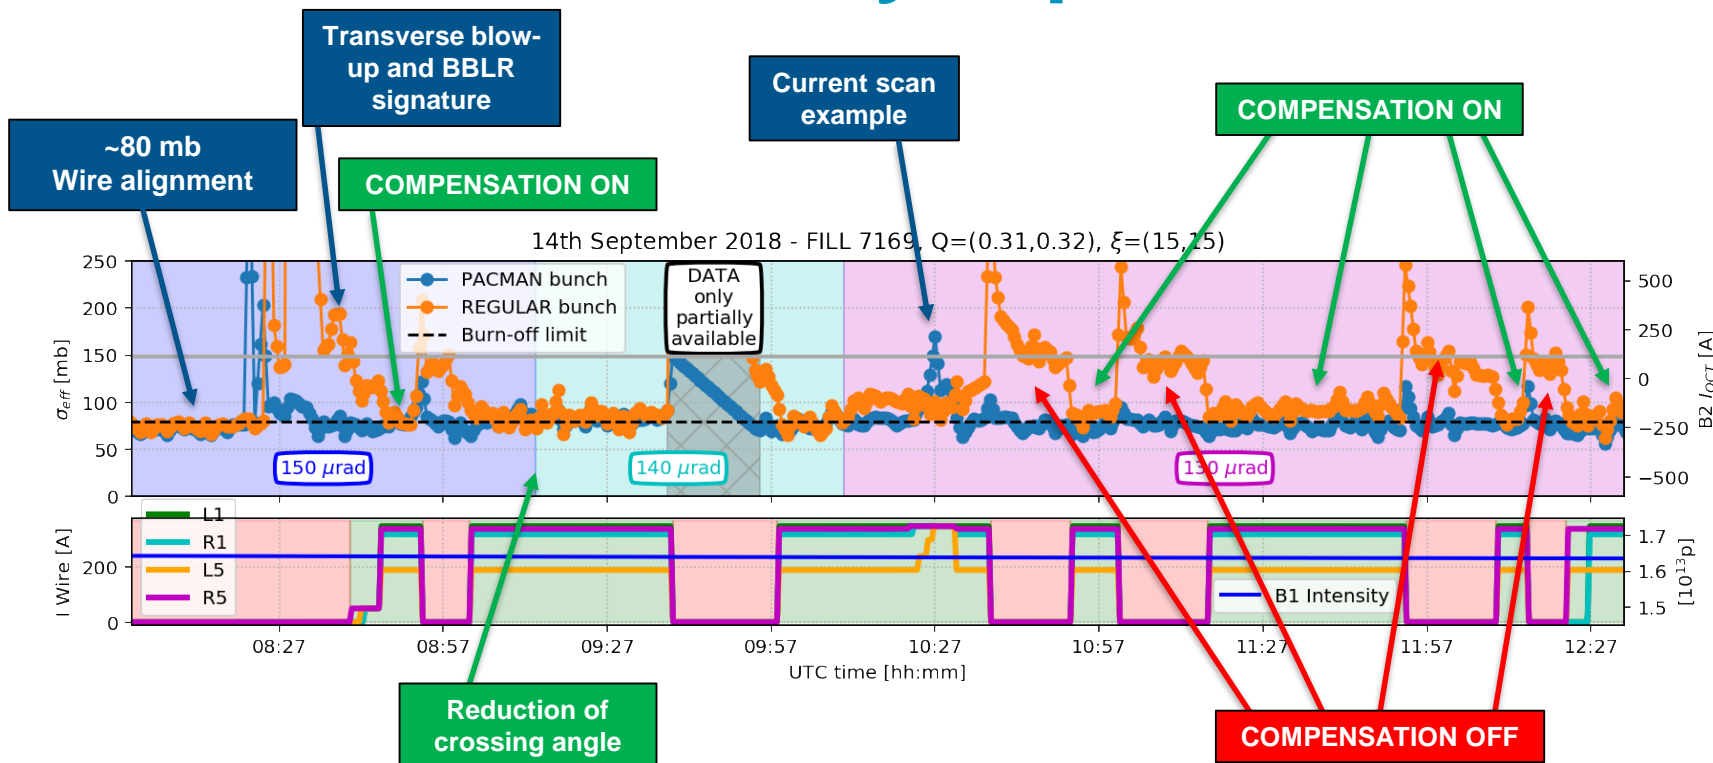 Transverse blow-
up and BBLR
signature
Current scan
example
COMPENSATION ON
~80 mb
Wire alignment
COMPENSATION ON
14th September 2018 - FILL 7169, Q=(0.31,0.32), ξ=(15,15)
250
200
150
100
50
0
σeff [mb]
PACMAN bunch
REGULAR bunch
Burn-off limit
DATA
only
partially
available
500
250
0
−250
−500
B2 IOCT [A]
150 μrad
140 μrad
130 μrad
L1
R1
L5
R5
I Wire [A]
200
0
B1 Intensity
1.7
1.6
1.5
[10¹³p]
08:27
08:57
09:27
09:57
10:27
10:57
11:27
11:57
12:27
UTC time [hh:mm]
Reduction of
crossing angle
COMPENSATION OFF